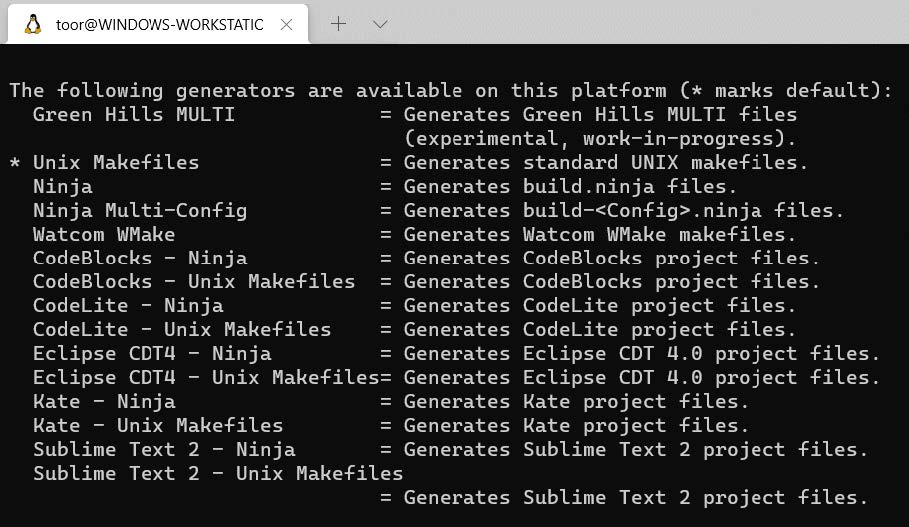 toor@WINDOWS-WORKSTATIC
The following generators are available on this platform (* marks default):
  Green Hills MULTI            = Generates Green Hills MULTI files
                                 (experimental, work-in-progress).
* Unix Makefiles               = Generates standard UNIX makefiles.
  Ninja                        = Generates build.ninja files.
  Ninja Multi-Config           = Generates build-<Config>.ninja files.
  Watcom WMake                 = Generates Watcom WMake makefiles.
  CodeBlocks - Ninja           = Generates CodeBlocks project files.
  CodeBlocks - Unix Makefiles  = Generates CodeBlocks project files.
  CodeLite - Ninja             = Generates CodeLite project files.
  CodeLite - Unix Makefiles    = Generates CodeLite project files.
  Eclipse CDT4 - Ninja         = Generates Eclipse CDT 4.0 project files.
  Eclipse CDT4 - Unix Makefiles= Generates Eclipse CDT 4.0 project files.
  Kate - Ninja                 = Generates Kate project files.
  Kate - Unix Makefiles        = Generates Kate project files.
  Sublime Text 2 - Ninja       = Generates Sublime Text 2 project files.
  Sublime Text 2 - Unix Makefiles
                               = Generates Sublime Text 2 project files.